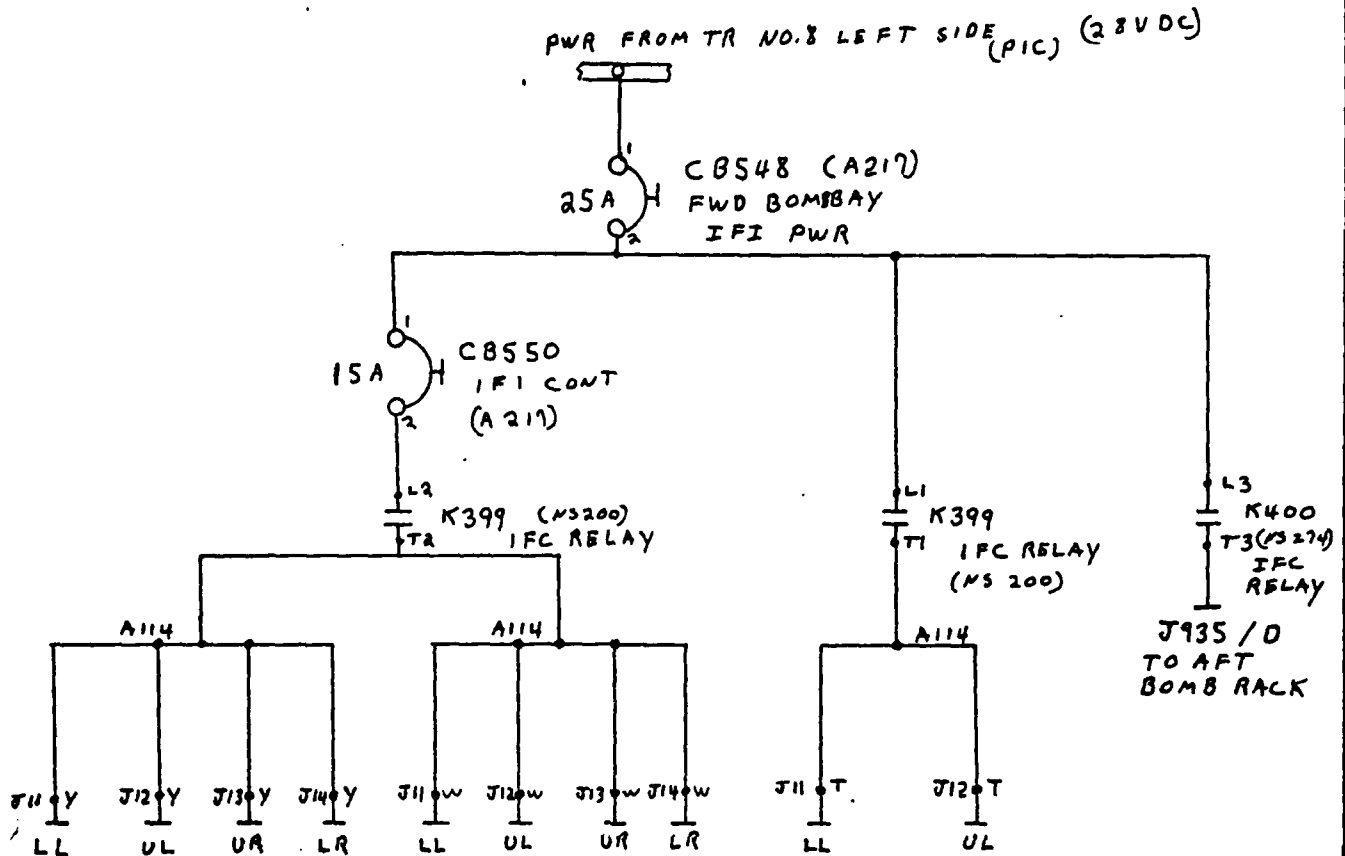 PWR FROM TR NO.8 LEFT SIDE (PIC) (28VDC)
1
25A
2
CB548 (A217)
FWD BOMBBAY
IFI PWR
1
15A
2
CB550
IFI CONT
(A217)
L2
T2
K399 (NS200)
IFC RELAY
L1
T1
K399
IFC RELAY
(NS 200)
L3
K400
T3 (NS274)
IFC
RELAY
J935/D
TO AFT
BOMB RACK
A114
A114
A114
J11 Y
J12 Y
J13 Y
J14 Y
J11 W
J12 W
J13 W
J14 W
J11 T
J12 T
LL
UL
UR
LR
LL
UL
UR
LR
LL
UL